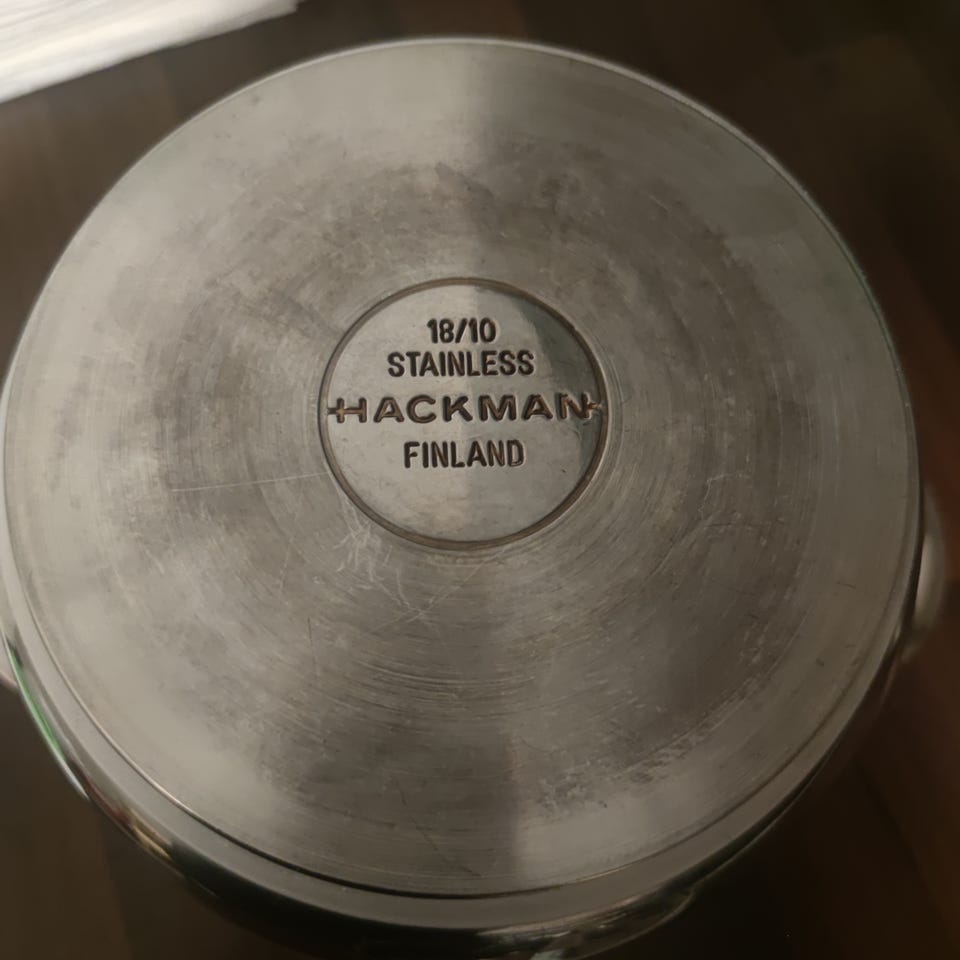 18/10
STAINLESS
HACKMAN
FINLAND